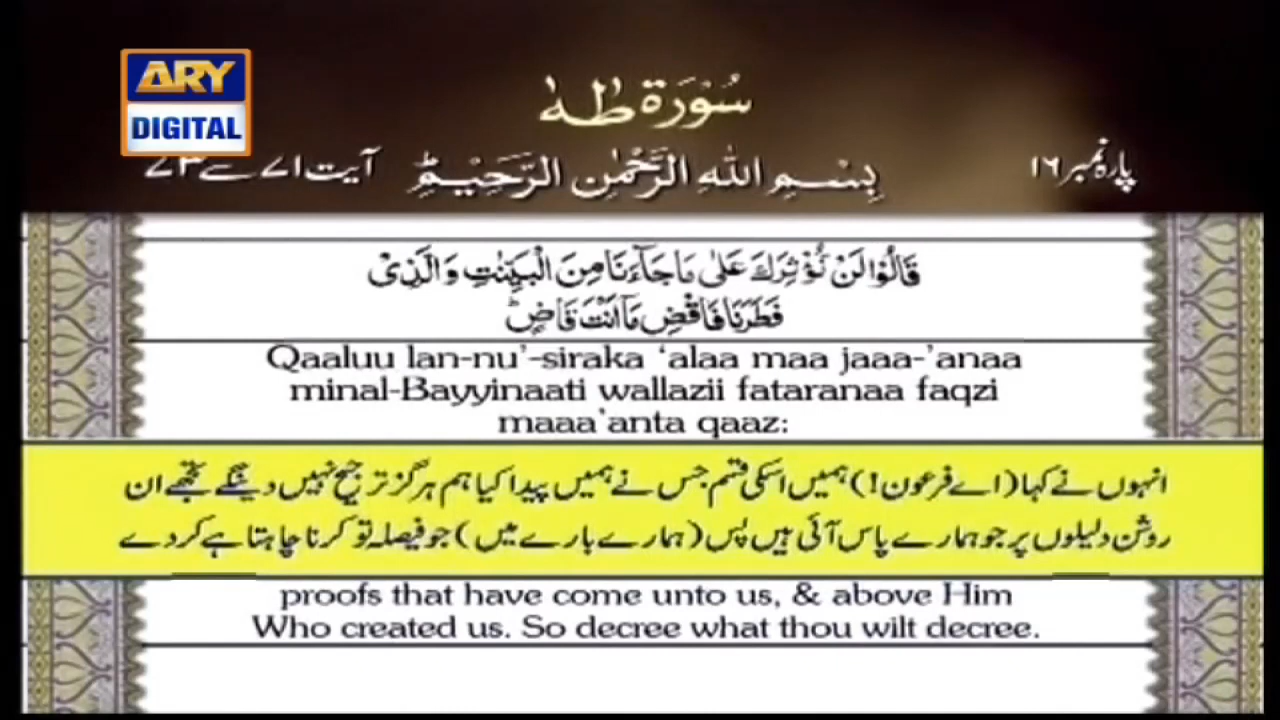 ARY
DIGITAL
سُوْرَة طٰهٰ
پارہ نمبر ۱۶
بِسْمِ اللهِ الرَّحْمٰنِ الرَّحِيْمِ
آیت ۷۱ سے ۷۳
قَالُوْا لَنْ نُّؤْثِرَكَ عَلٰى مَا جَآءَنَا مِنَ الْبَيِّنٰتِ وَالَّذِيْ
فَطَرَنَا فَاقْضِ مَآ اَنْتَ قَاضٍ ؕ
Qaaluu lan-nu’-siraka ‘alaa maa jaaa-’anaa
minal-Bayyinaati wallazii fataranaa faqzi
maaa’anta qaaz:
انہوں نے کہا (اے فرعون!) ہمیں اسکی قسم جس نے ہمیں پیدا کیا ہم ہرگز ترجیح نہیں دینگے تجھے ان
روشن دلیلوں پر جو ہمارے پاس آئی ہیں پس (ہمارے بارے میں) جو فیصلہ تو کرنا چاہتا ہے کر دے
proofs that have come unto us, & above Him
Who created us. So decree what thou wilt decree.